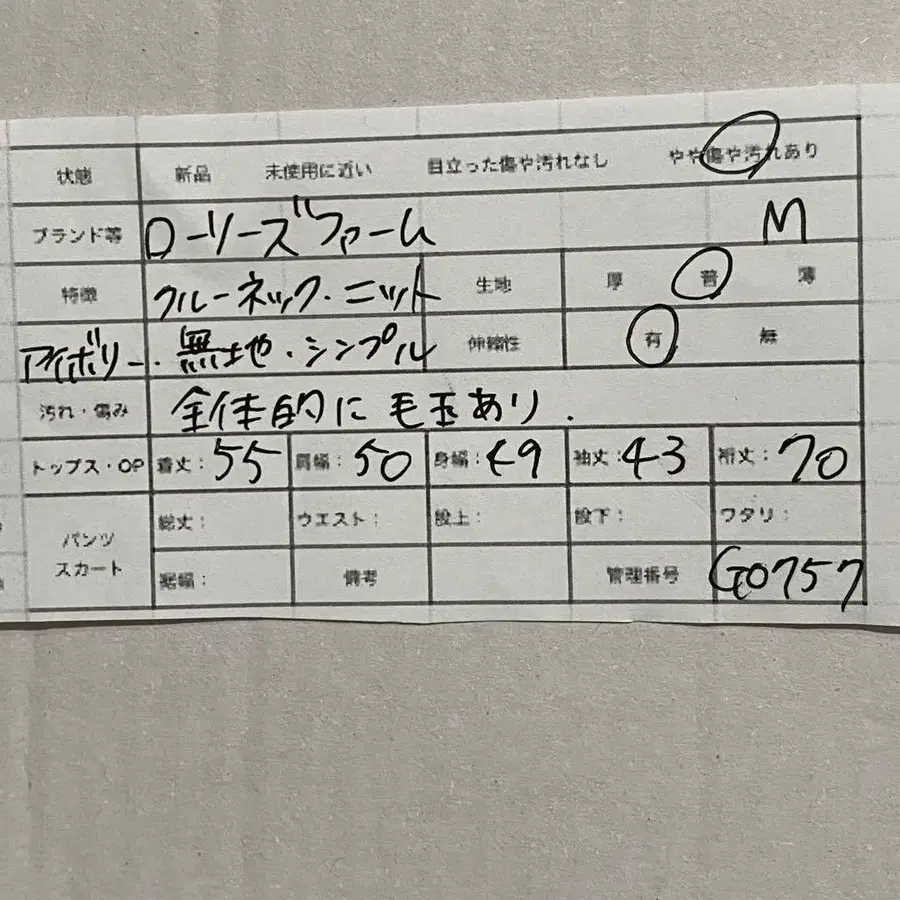 状態 新品 未使用に近い 目立った傷や汚れなし やや傷や汚れあり
ブランド等 ローリーズファーム M
特徴 クルーネック・ニット 生地 厚 普 薄
アイボリー・無地・シンプル 伸縮性 有 無
汚れ・傷み 全体的に毛玉あり.
トップス・OP 着丈:55 肩幅:50 身幅:49 袖丈:43 裄丈:70
パンツ スカート 総丈: ウエスト: 股上: 股下: ワタリ:
裾幅: 備考 管理番号 G0757